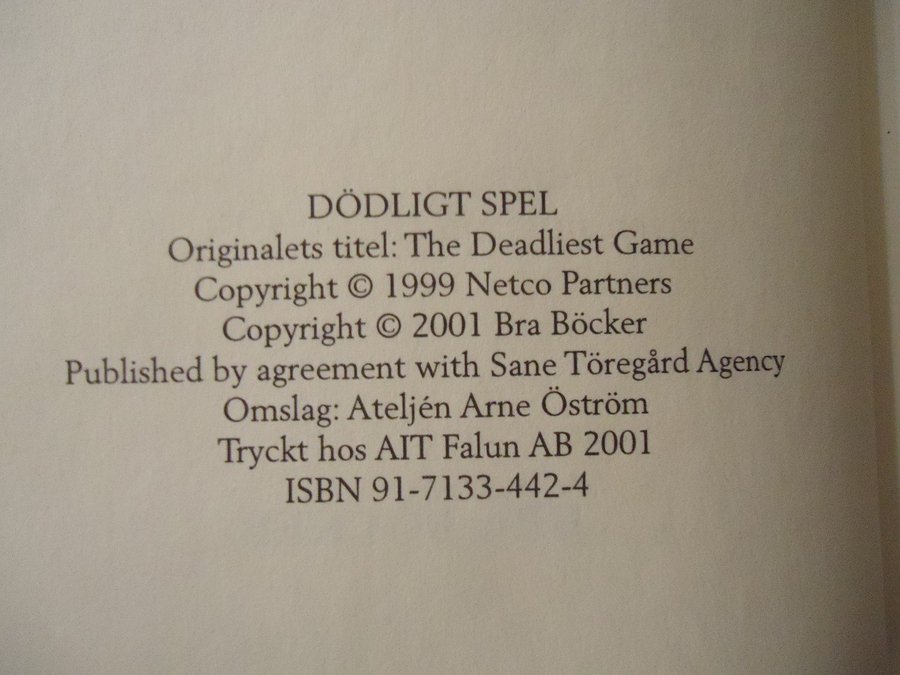 DÖDLIGT SPEL
Originalets titel: The Deadliest Game
Copyright © 1999 Netco Partners
Copyright © 2001 Bra Böcker
Published by agreement with Sane Töregård Agency
Omslag: Ateljén Arne Öström
Tryckt hos AIT Falun AB 2001
ISBN 91-7133-442-4